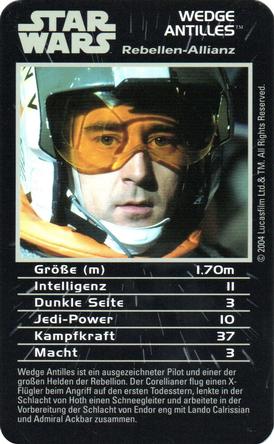 STAR WARS
WEDGE
ANTILLES™
Rebellen-Allianz
© 2004 Lucasfilm Ltd.& TM. All Rights Reserved.
Größe (m) 1.70m
Intelligenz 11
Dunkle Seite 3
Jedi-Power 10
Kampfkraft 37
Macht 3
Wedge Antilles ist ein ausgezeichneter Pilot und einer der
großen Helden der Rebellion. Der Corellianer flug einen X-
Flügler beim Angriff auf den ersten Todesstern, lenkte in
der Schlacht von Hoth einen Schneegleiter und arbeitete in der
Vorbereitung der Schlacht von Endor eng mit Lando Calrissian
und Admiral Ackbar zusammen.